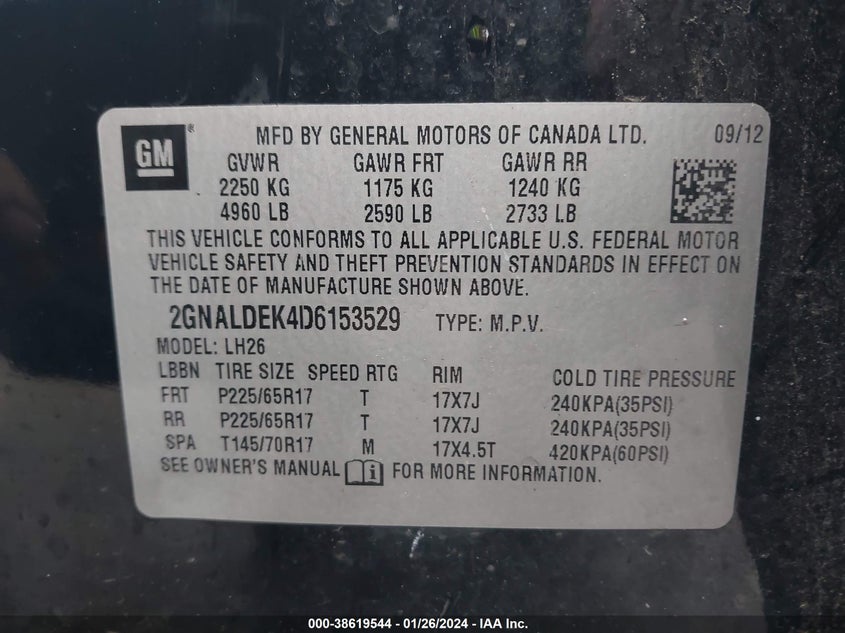 GM ® MFD BY GENERAL MOTORS OF CANADA LTD. 09/12
GVWR GAWR FRT GAWR RR
2250 KG 1175 KG 1240 KG
4960 LB 2590 LB 2733 LB
THIS VEHICLE CONFORMS TO ALL APPLICABLE U.S. FEDERAL MOTOR
VEHICLE SAFETY AND THEFT PREVENTION STANDARDS IN EFFECT ON
THE DATE OF MANUFACTURE SHOWN ABOVE.
2GNALDEK4D6153529 TYPE: M.P.V.
MODEL: LH26
LBBN TIRE SIZE SPEED RTG RIM COLD TIRE PRESSURE
FRT P225/65R17 T 17X7J 240KPA(35PSI)
RR P225/65R17 T 17X7J 240KPA(35PSI)
SPA T145/70R17 M 17X4.5T 420KPA(60PSI)
SEE OWNER'S MANUAL i FOR MORE INFORMATION.
000-38619544 - 01/26/2024 - IAA Inc.